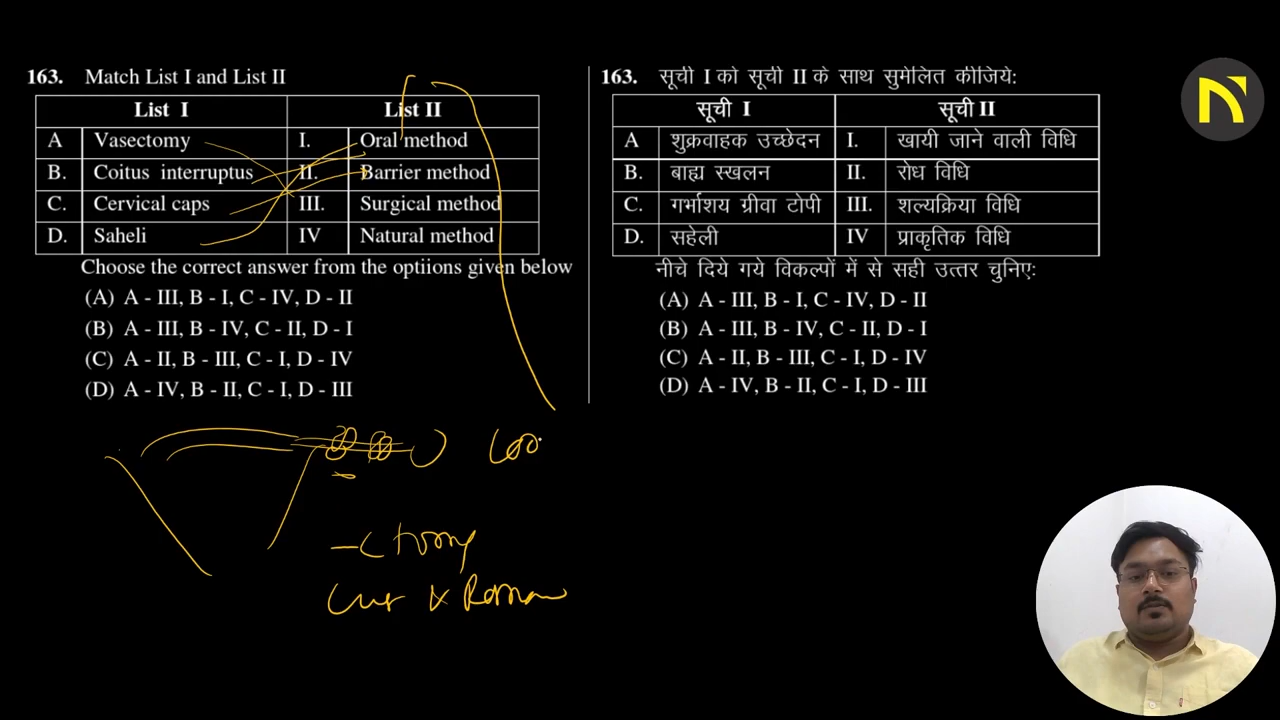 163. Match List I and List II
List I List II
A Vasectomy I. Oral method
B. Coitus interruptus II. Barrier method
C. Cervical caps III. Surgical method
D. Saheli IV Natural method
Choose the correct answer from the optiions given below
(A) A - III, B - I, C - IV, D - II
(B) A - III, B - IV, C - II, D - I
(C) A - II, B - III, C - I, D - IV
(D) A - IV, B - II, C - I, D - III
163. सूची I को सूची II के साथ सुमेलित कीजिये:
सूची I सूची II
A शुक्रवाहक उच्छेदन I. खायी जाने वाली विधि
B. बाह्य स्खलन II. रोध विधि
C. गर्भाशय ग्रीवा टोपी III. शल्यक्रिया विधि
D. सहेली IV प्राकृतिक विधि
नीचे दिये गये विकल्पों में से सही उत्तर चुनिए:
(A) A - III, B - I, C - IV, D - II
(B) A - III, B - IV, C - II, D - I
(C) A - II, B - III, C - I, D - IV
(D) A - IV, B - II, C - I, D - III